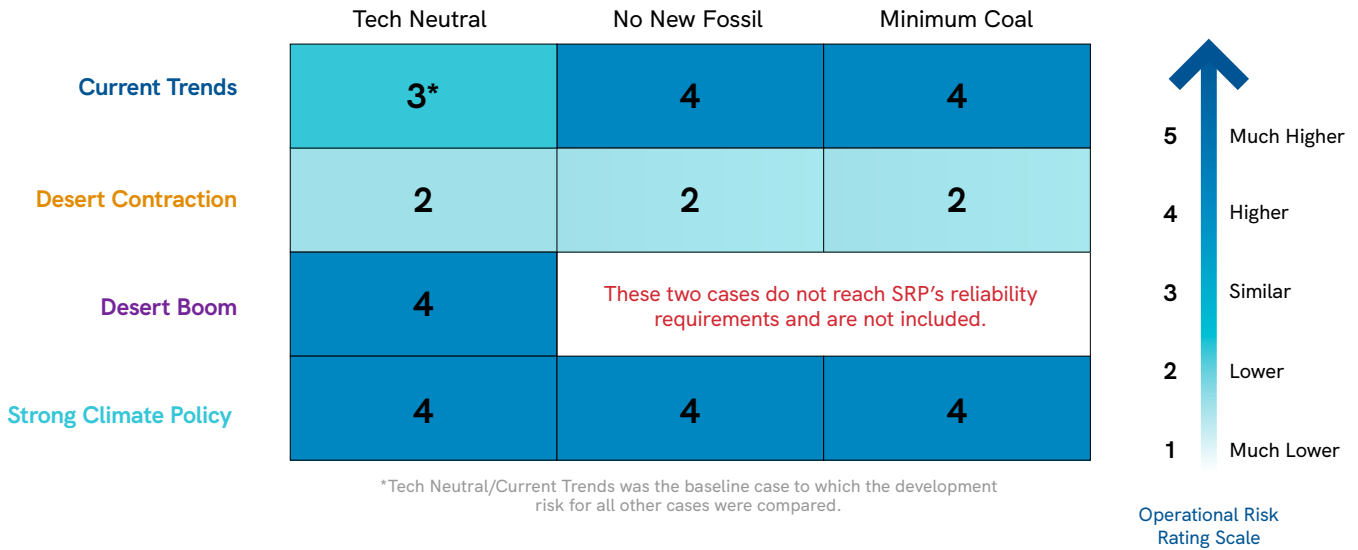 Tech Neutral No New Fossil Minimum Coal
Current Trends 3* 4 4
5 Much Higher
Desert Contraction 2 2 2
4 Higher
Desert Boom 4 These two cases do not reach SRP's reliability
requirements and are not included.
3 Similar
2 Lower
Strong Climate Policy 4 4 4
1 Much Lower
*Tech Neutral/Current Trends was the baseline case to which the development
risk for all other cases were compared.
Operational Risk
Rating Scale